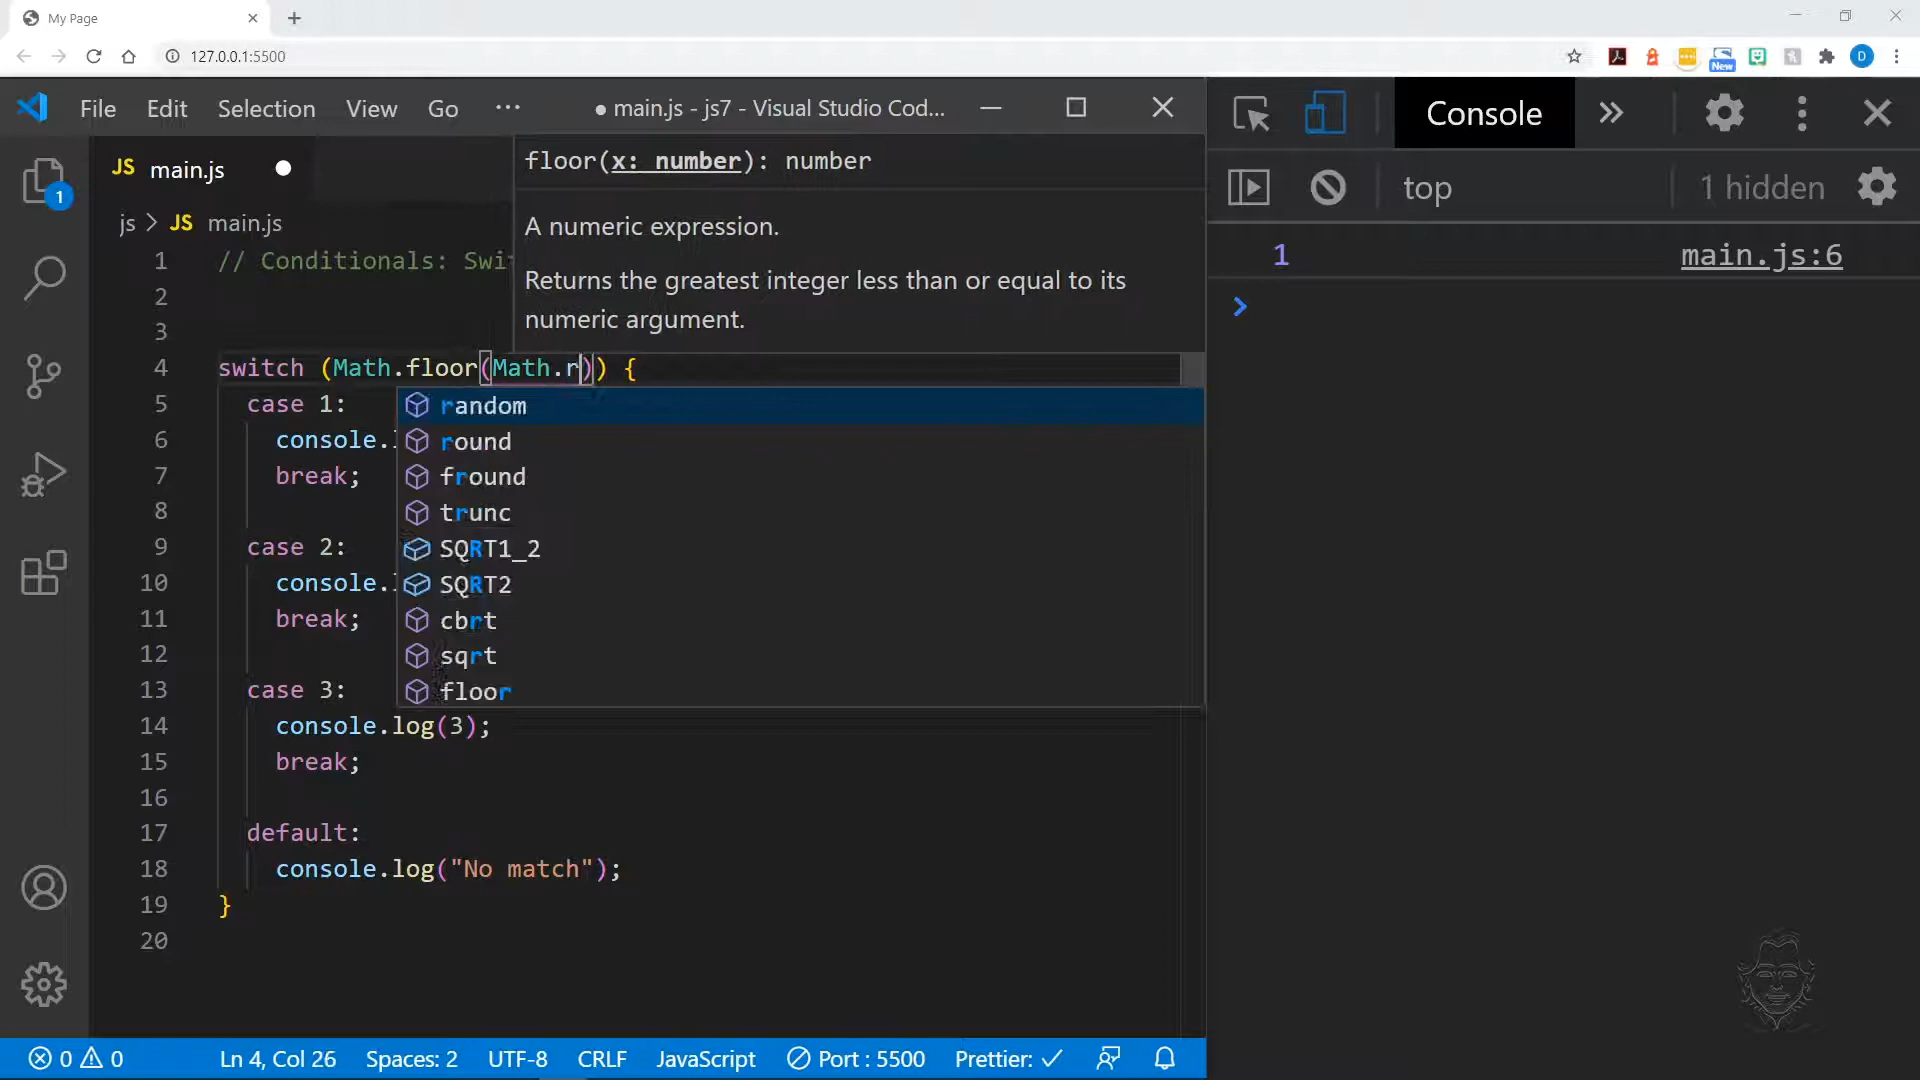 My Page
127.0.0.1:5500
New
D
File Edit Selection View Go ···
● main.js - js7 - Visual Studio Cod...
Console
JS main.js
floor(x: number): number
top
1 hidden
1
js > JS main.js
A numeric expression.
Returns the greatest integer less than or equal to its
numeric argument.
1 main.js:6
1 // Conditionals: Swi
2
3
4 switch (Math.floor(Math.r)) {
5 case 1:
6 console.l
7 break;
8
9 case 2:
10 console.l
11 break;
12
13 case 3:
14 console.log(3);
15 break;
16
17 default:
18 console.log("No match");
19 }
20
random
round
fround
trunc
SQRT1_2
SQRT2
cbrt
sqrt
floor
0 0 Ln 4, Col 26 Spaces: 2 UTF-8 CRLF JavaScript Port : 5500 Prettier: ✓